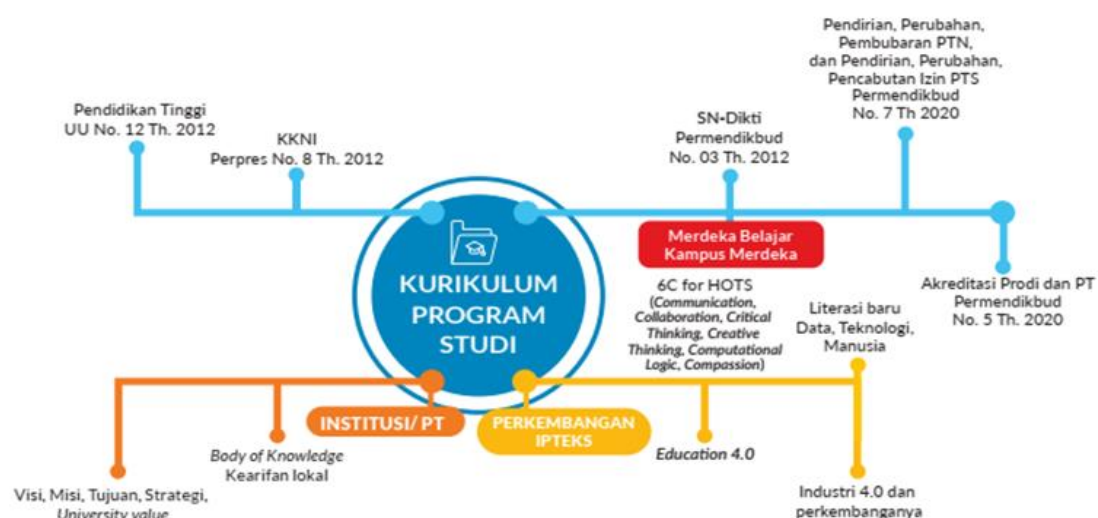 Pendidikan Tinggi
UU No. 12 Th. 2012
KKNI
Perpres No. 8 Th. 2012
SN-Dikti
Permendikbud
No. 03 Th. 2012
Pendirian, Perubahan,
Pembubaran PTN,
dan Pendirian, Perubahan,
Pencabutan Izin PTS
Permendikbud
No. 7 Th 2020
Merdeka Belajar
Kampus Merdeka
Akreditasi Prodi dan PT
Permendikbud
No. 5 Th. 2020
KURIKULUM
PROGRAM
STUDI
6C for HOTS
(Communication,
Collaboration, Critical
Thinking, Creative
Thinking, Computational
Logic, Compassion)
Literasi baru
Data, Teknologi,
Manusia
INSTITUSI/ PT
PERKEMBANGAN
IPTEKS
Body of Knowledge
Kearifan lokal
Education 4.0
Visi, Misi, Tujuan, Strategi,
University value
Industri 4.0 dan
perkembanganya